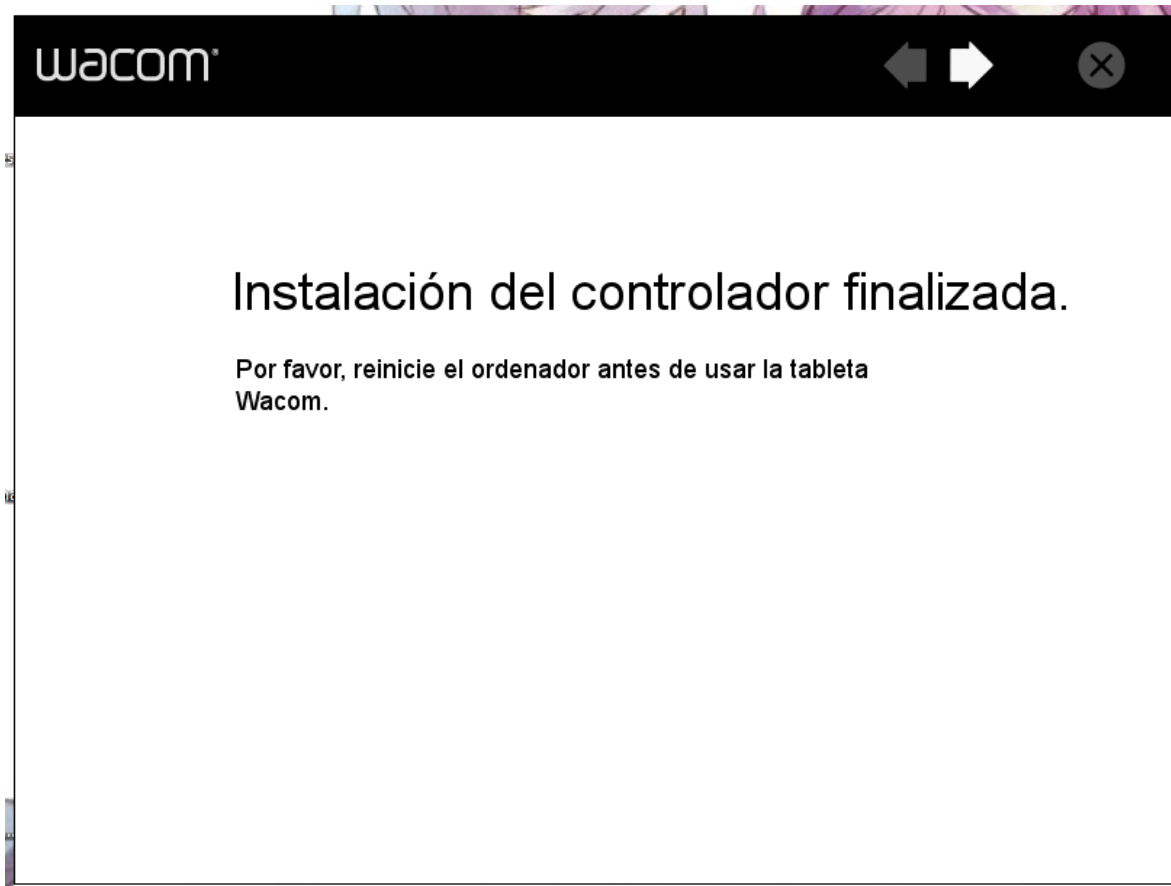 wacom
Instalación del controlador finalizada.
Por favor, reinicie el ordenador antes de usar la tableta
Wacom.